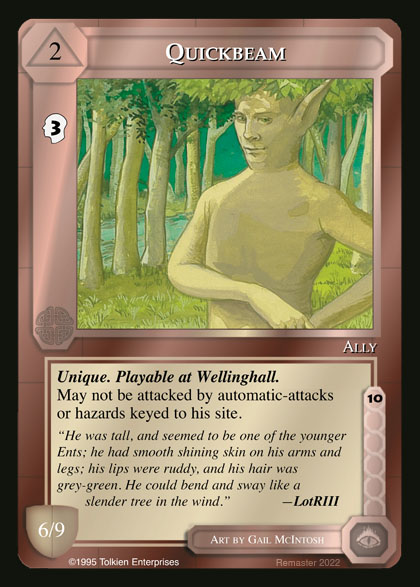 2
QUICKBEAM
3
ALLY
Unique. Playable at Wellinghall.
May not be attacked by automatic-attacks
or hazards keyed to his site.
10
“He was tall, and seemed to be one of the younger
Ents; he had smooth shining skin on his arms and
legs; his lips were ruddy, and his hair was
grey-green. He could bend and sway like a
slender tree in the wind.” —LotRIII
6/9
ART BY GAIL MCINTOSH
©1995 Tolkien Enterprises
Remaster 2022